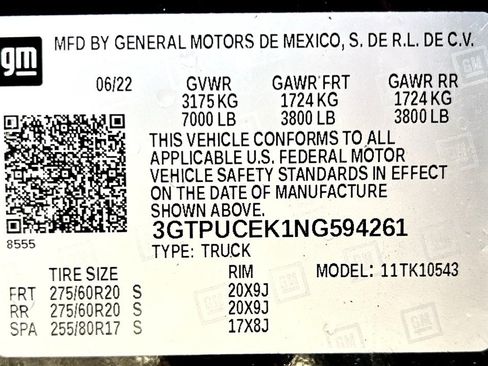 gm MFD BY GENERAL MOTORS DE MEXICO, S. DE R.L. DE C.V.
06/22 GVWR GAWR FRT GAWR RR
3175 KG 1724 KG 1724 KG
7000 LB 3800 LB 3800 LB
THIS VEHICLE CONFORMS TO ALL
APPLICABLE U.S. FEDERAL MOTOR
VEHICLE SAFETY STANDARDS IN EFFECT
ON THE DATE OF MANUFACTURE
SHOWN ABOVE.
3GTPUCEK1NG594261
8555
TYPE: TRUCK
TIRE SIZE RIM MODEL: 11TK10543
FRT 275/60R20 S 20X9J
RR 275/60R20 S 20X9J
SPA 255/80R17 S 17X8J